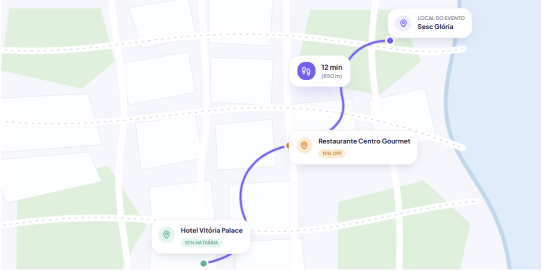 LOCAL DO EVENTO
Sesc Glória
12 min
(850 m)
Restaurante Centro Gourmet
15% OFF
Hotel Vitória Palace
10% NA DIÁRIA